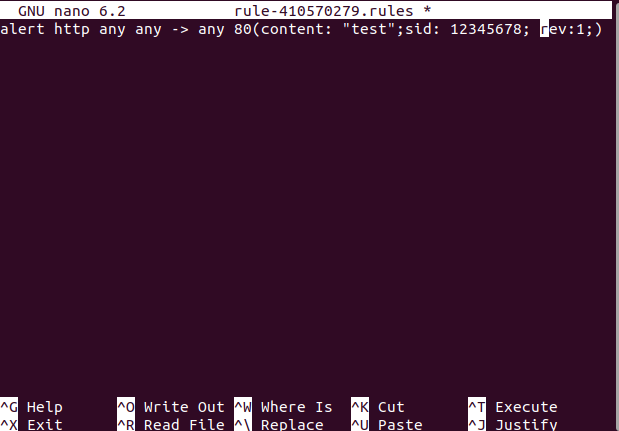 GNU nano 6.2 rule-410570279.rules *
alert http any any -> any 80(content: "test";sid: 12345678; rev:1;)
^G Help ^O Write Out ^W Where Is ^K Cut ^T Execute
^X Exit ^R Read File ^\ Replace ^U Paste ^J Justify